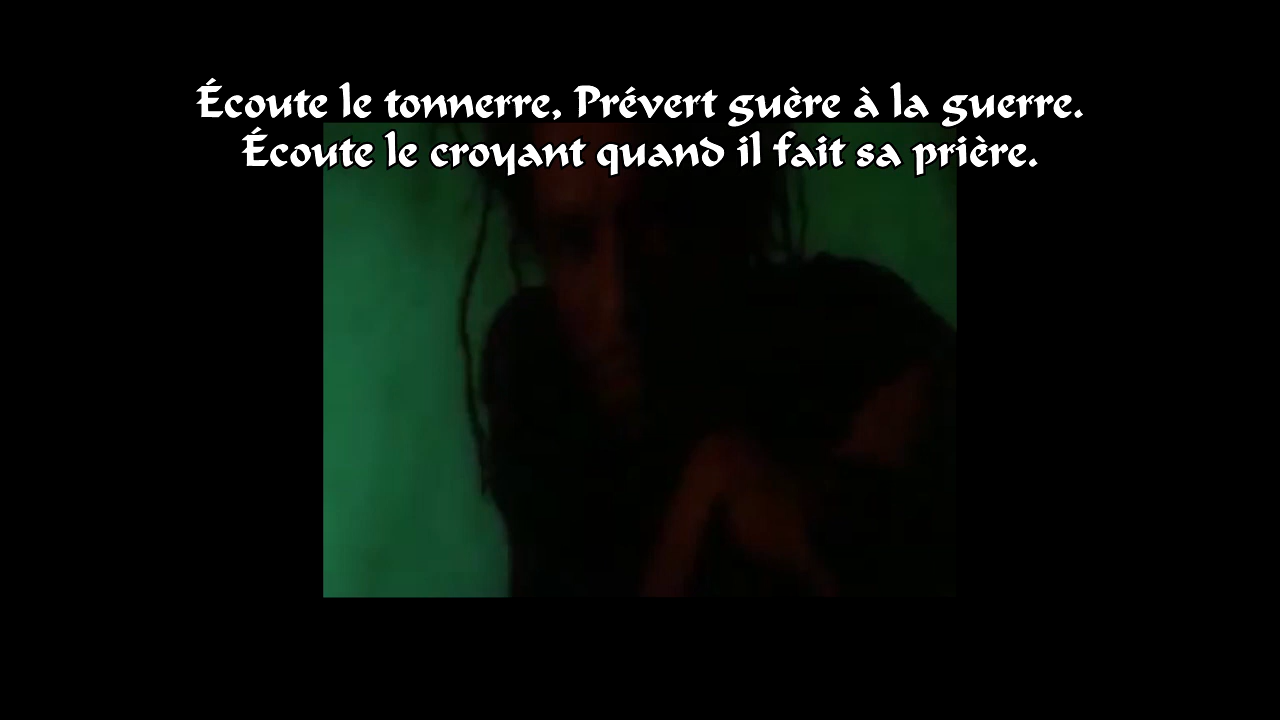 Écoute le tonnerre, Prévert guère à la guerre.
Écoute le croyant quand il fait sa prière.